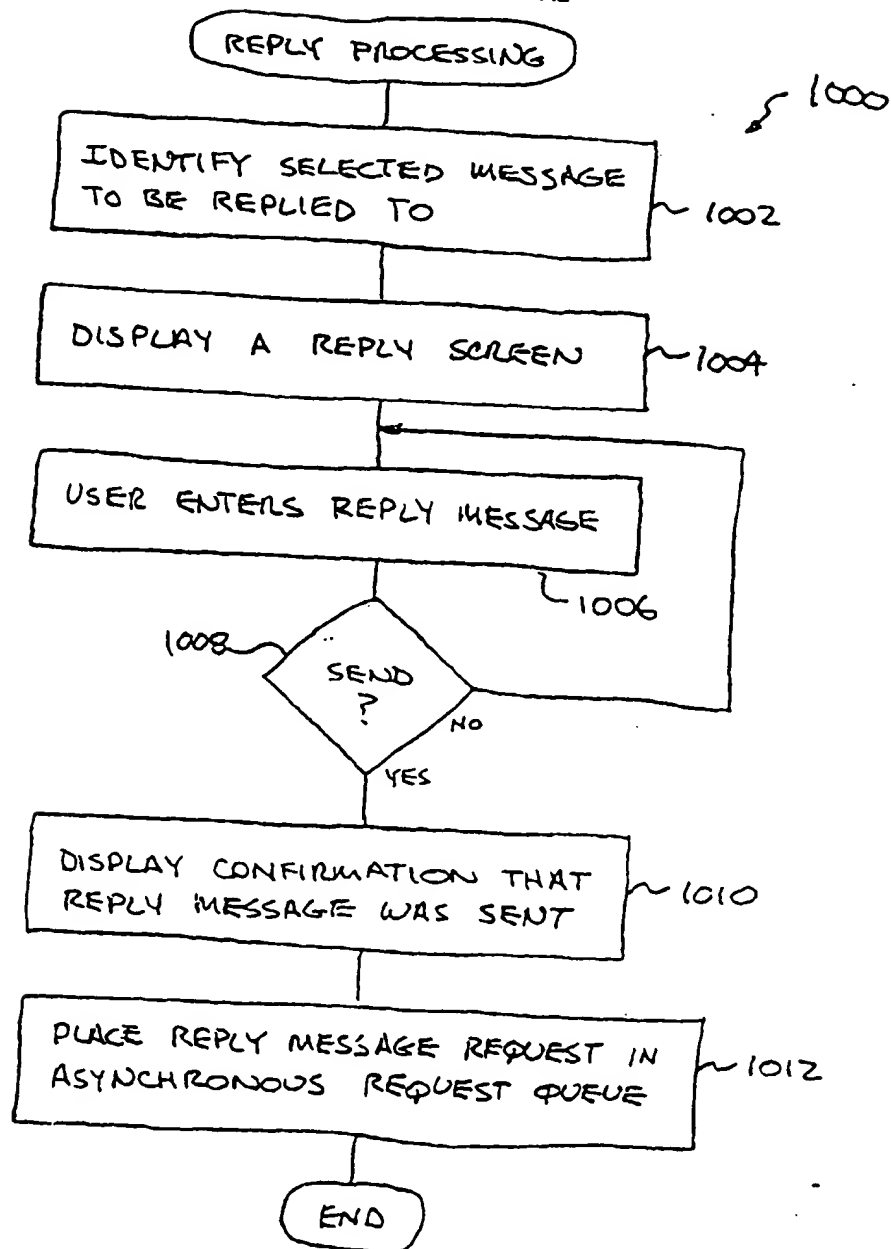 REPLY PROCESSING
1000
IDENTIFY SELECTED MESSAGE
TO BE REPLIED TO
1002
DISPLAY A REPLY SCREEN
1004
USER ENTERS REPLY MESSAGE
1006
1008
SEND
?
NO
YES
DISPLAY CONFIRMATION THAT
REPLY MESSAGE WAS SENT
1010
PLACE REPLY MESSAGE REQUEST IN
ASYNCHRONOUS REQUEST QUEUE
1012
END